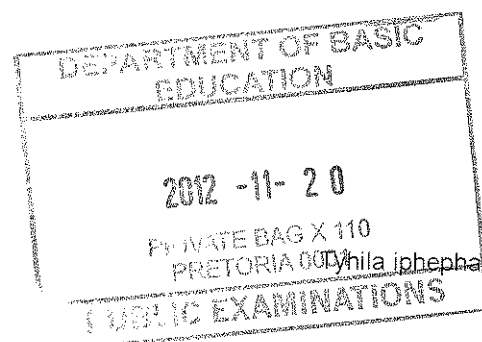 DEPARTMENT OF BASIC
EDUCATION
2012 -11- 20
PRIVATE BAG X 110
PRETORIA Tyhila iphepha
PUBLIC EXAMINATIONS